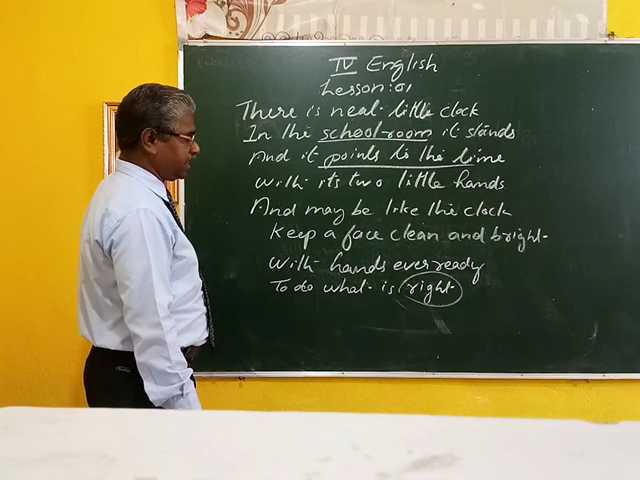 IV English
Lesson: 01
There is neat little clock
In the school-room it stands
And it points to the time
With its two little hands
And may be like the clock
Keep a face clean and bright
With hands ever ready
To do what is right